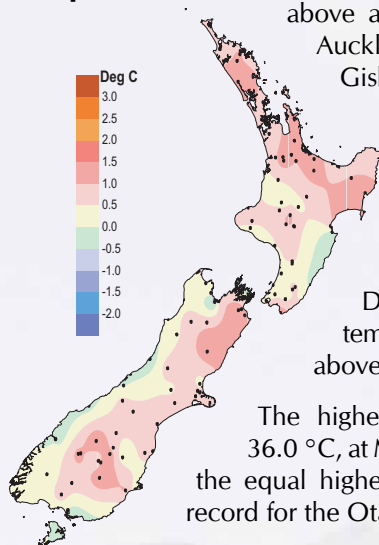 above a
Auckl
Gisl
Deg C
3.0
2.5
2.0
1.5
1.0
0.5
0.0
-0.5
-1.0
-1.5
-2.0
D
tem
above
The highe
36.0 °C, at M
the equal highe
record for the Ota